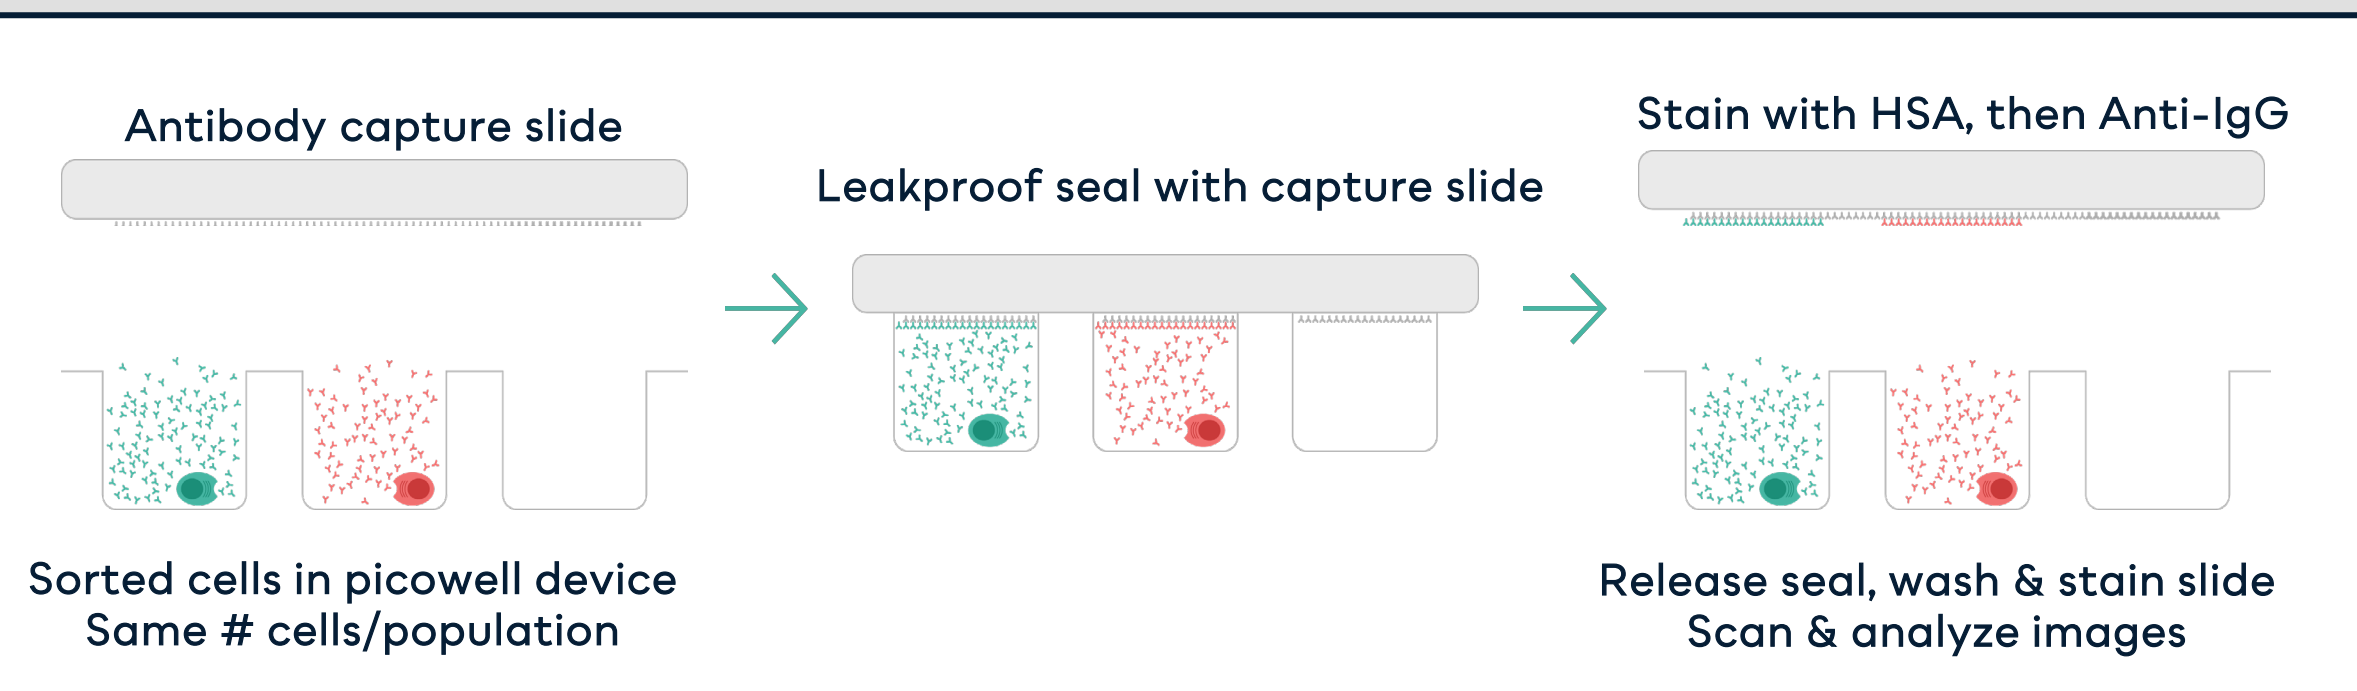 Antibody capture slide
Sorted cells in picowell device
Same # cells/population
Leakproof seal with capture slide
Stain with HSA, then Anti-IgG
Release seal, wash & stain slide
Scan & analyze images